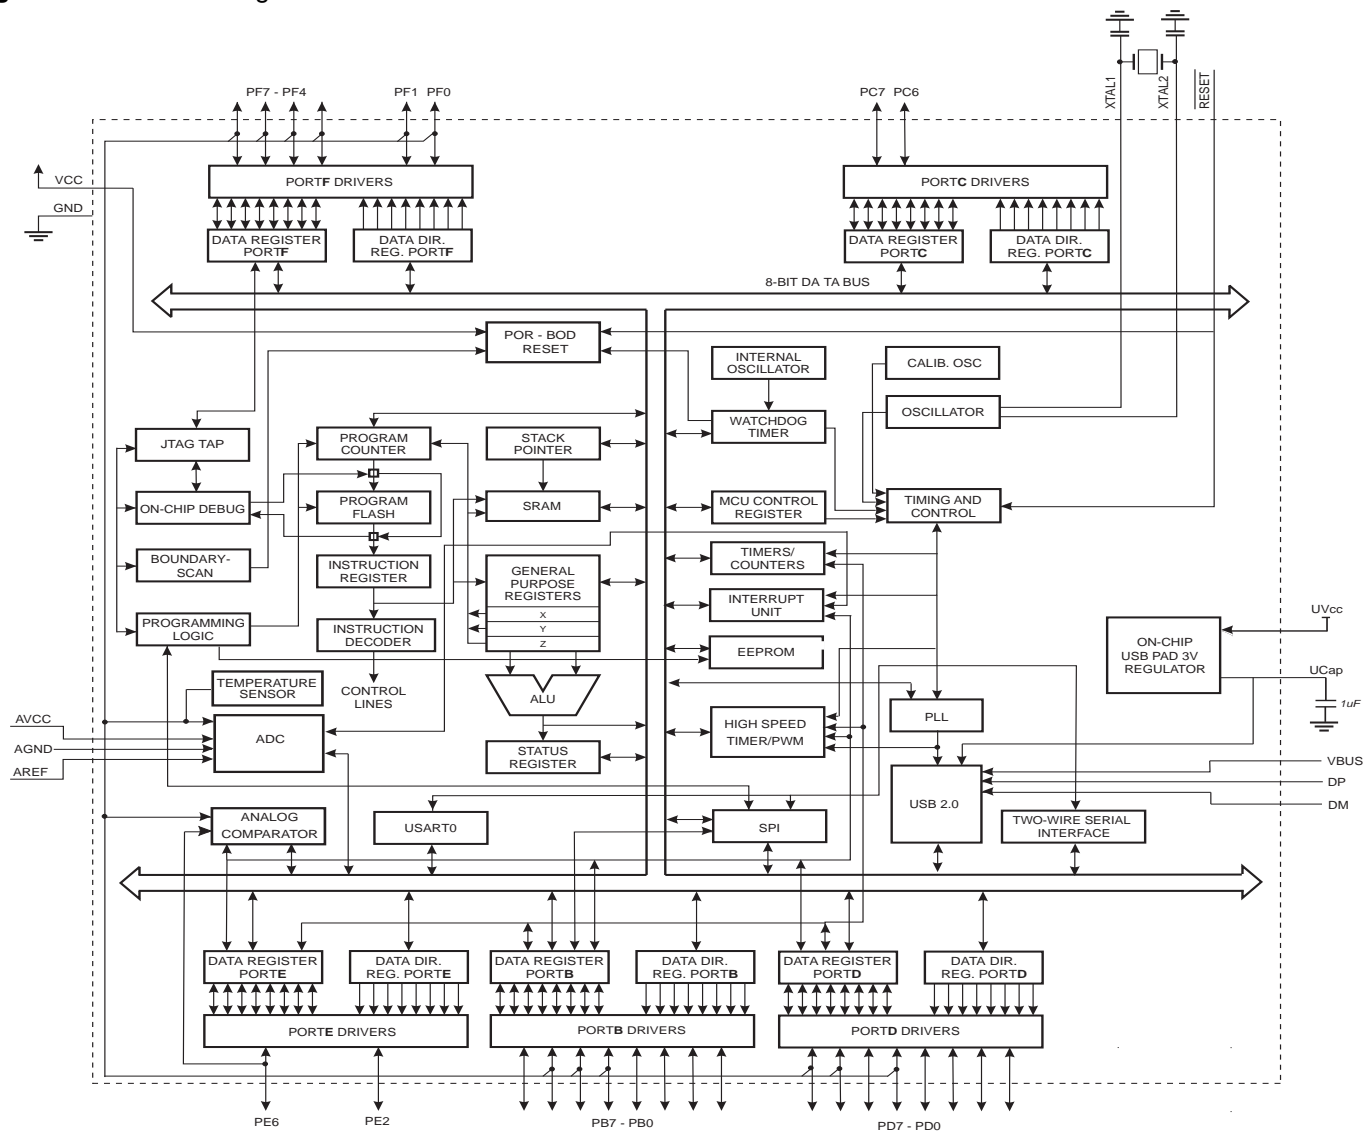 PF7 - PF4
PF1
PF0
PC7
PC6
XTAL1
XTAL2
RESET
VCC
GND
PORTF DRIVERS
PORTC DRIVERS
DATA REGISTER
PORTF
DATA DIR.
REG. PORTF
DATA REGISTER
PORTC
DATA DIR.
REG. PORTC
8-BIT DA TA BUS
POR - BOD
RESET
INTERNAL
OSCILLATOR
CALIB. OSC
WATCHDOG
TIMER
OSCILLATOR
JTAG TAP
PROGRAM
COUNTER
STACK
POINTER
ON-CHIP DEBUG
PROGRAM
FLASH
SRAM
MCU CONTROL
REGISTER
TIMING AND
CONTROL
BOUNDARY-
SCAN
INSTRUCTION
REGISTER
GENERAL
PURPOSE
REGISTERS
X
Y
Z
TIMERS/
COUNTERS
INTERRUPT
UNIT
PROGRAMMING
LOGIC
INSTRUCTION
DECODER
EEPROM
ON-CHIP
USB PAD 3V
REGULATOR
UVcc
UCap
1uF
TEMPERATURE
SENSOR
CONTROL
LINES
ALU
AVCC
AGND
AREF
ADC
STATUS
REGISTER
HIGH SPEED
TIMER/PWM
PLL
USB 2.0
VBUS
DP
DM
ANALOG
COMPARATOR
USART0
SPI
TWO-WIRE SERIAL
INTERFACE
DATA REGISTER
PORTE
DATA DIR.
REG. PORTE
DATA REGISTER
PORTB
DATA DIR.
REG. PORTB
DATA REGISTER
PORTD
DATA DIR.
REG. PORTD
PORTE DRIVERS
PORTB DRIVERS
PORTD DRIVERS
PE6
PE2
PB7 - PB0
PD7 - PD0